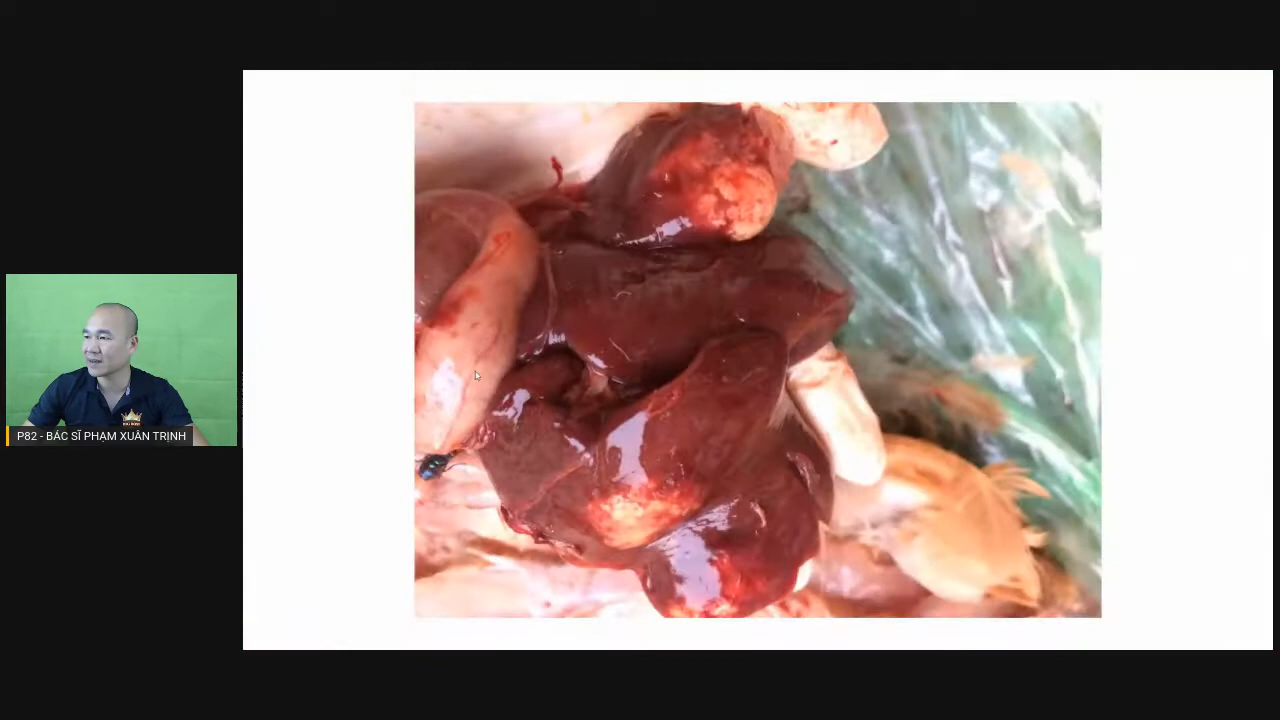 P82 - BÁC SĨ PHẠM XUÂN TRỊNH